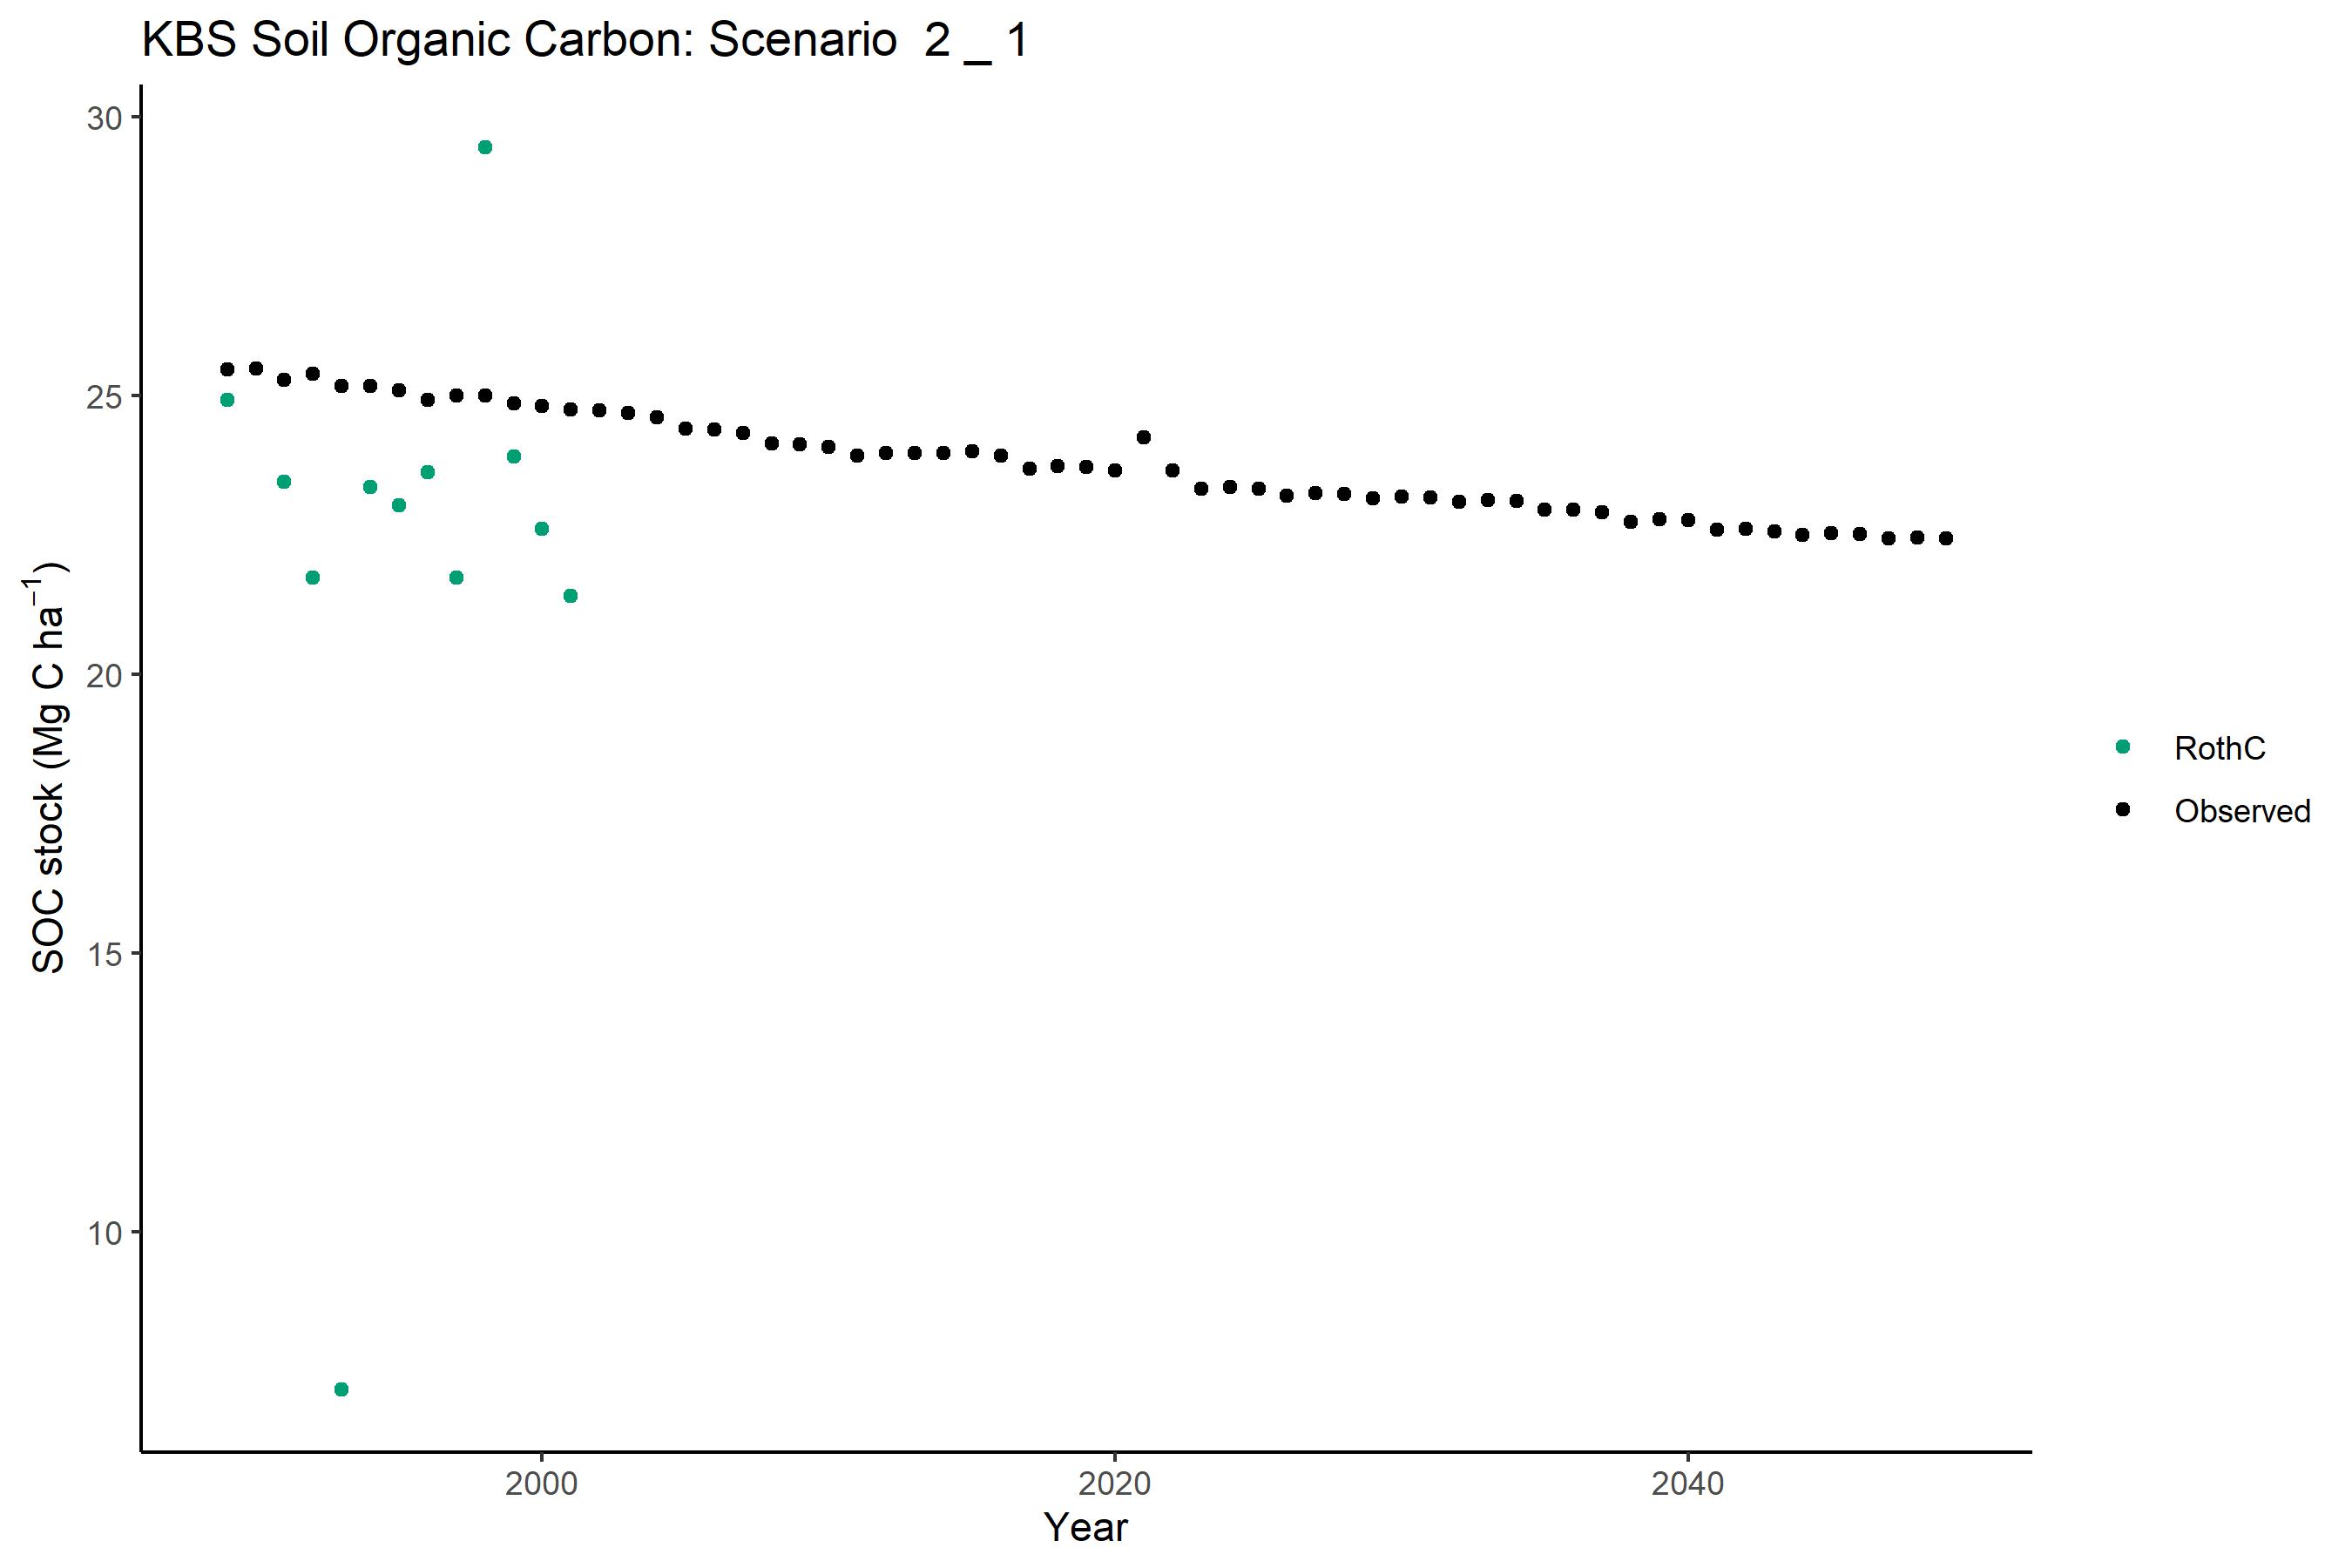 KBS Soil Organic Carbon: Scenario  2 _ 1
30
25
20
15
10
SOC stock (Mg C ha⁻¹)
2000
2020
2040
Year
RothC
Observed